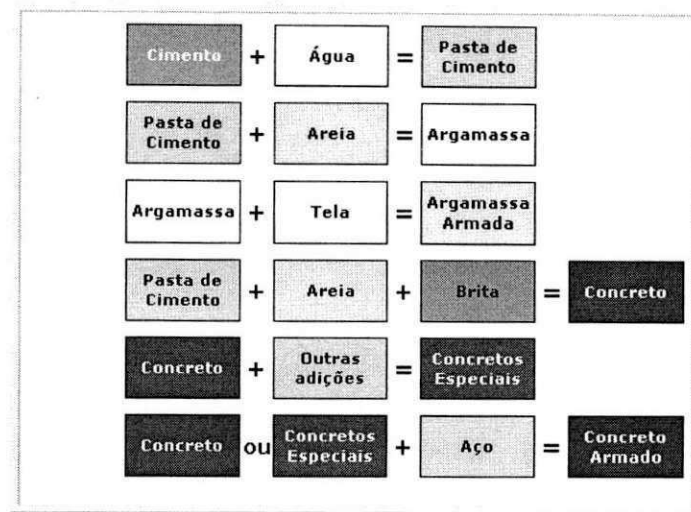 Cimento + Água = Pasta de Cimento
Pasta de Cimento + Areia = Argamassa
Argamassa + Tela = Argamassa Armada
Pasta de Cimento + Areia + Brita = Concreto
Concreto + Outras adições = Concretos Especiais
Concreto ou Concretos Especiais + Aço = Concreto Armado